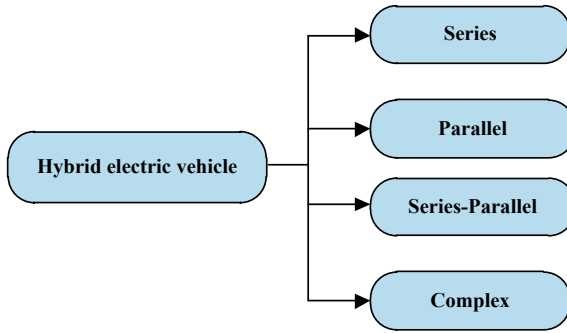 Series
Parallel
Hybrid electric vehicle
Series-Parallel
Complex